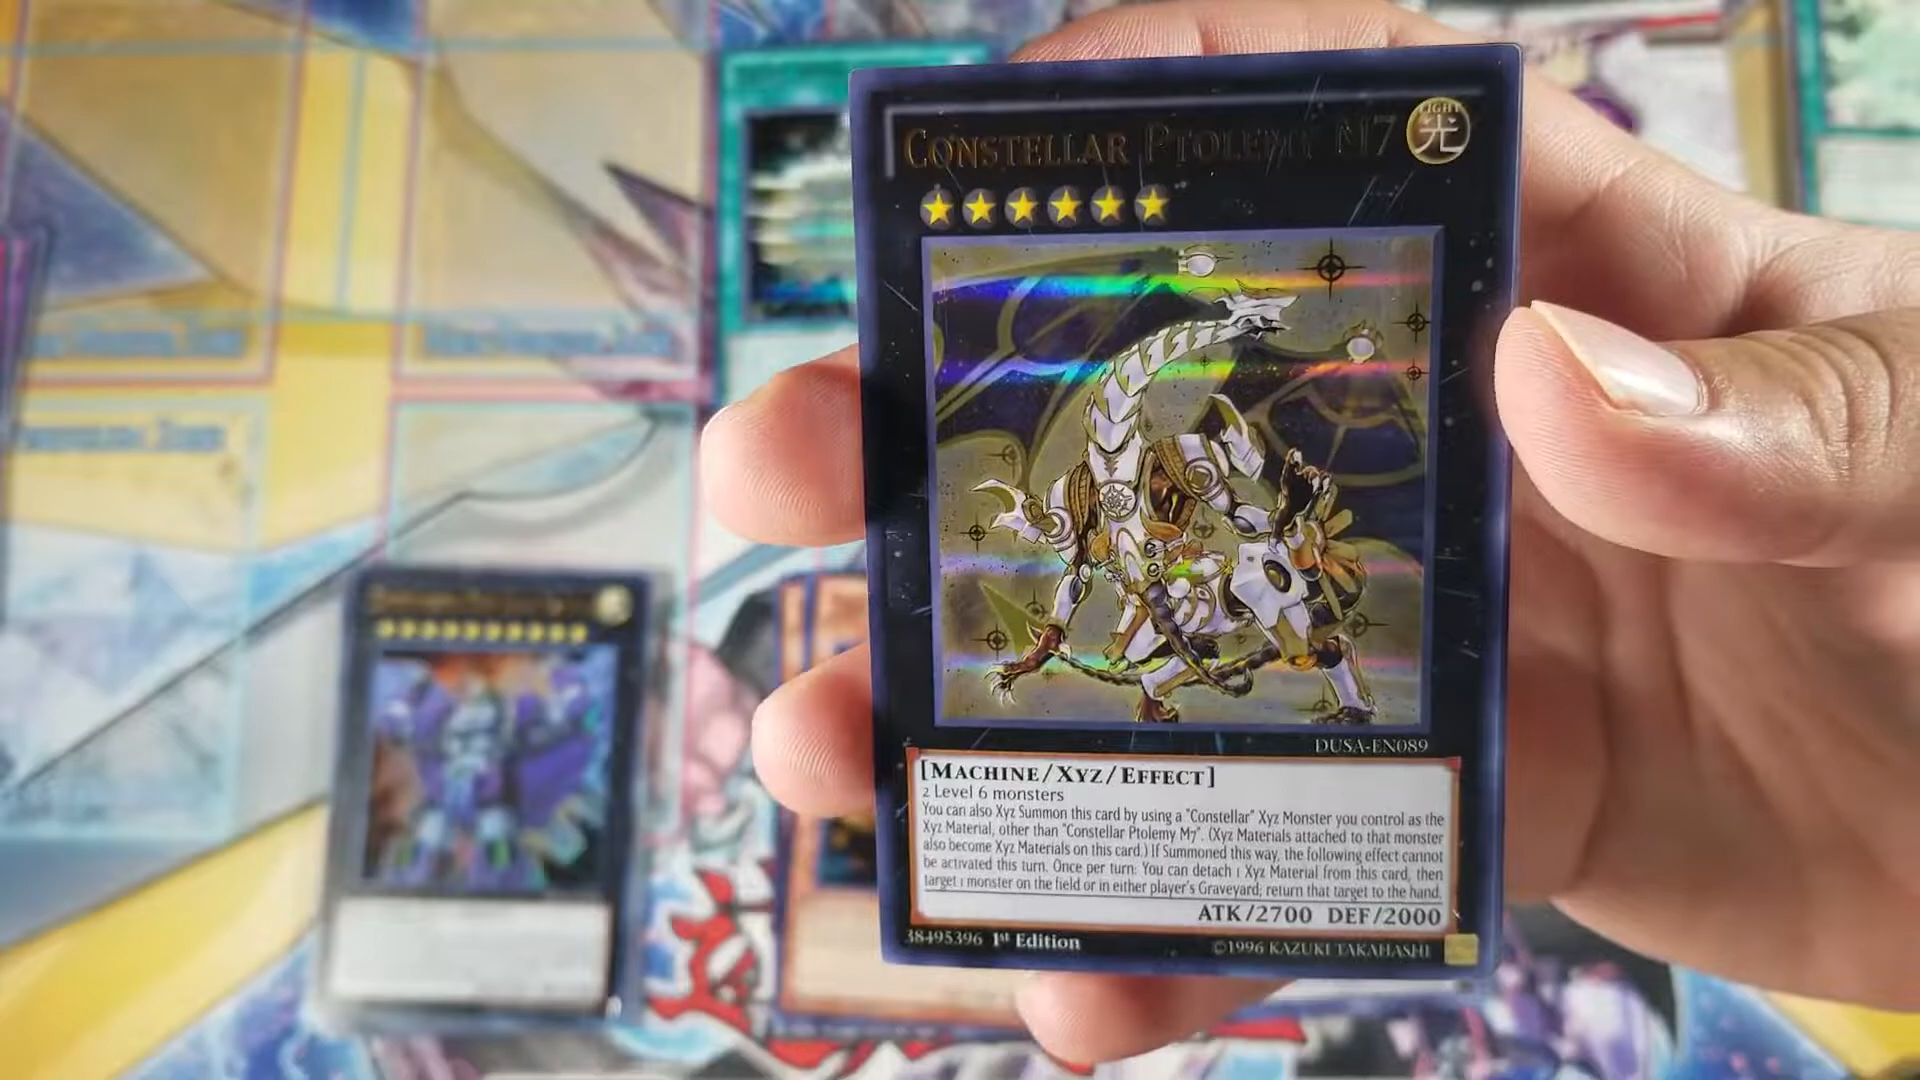 CONSTELLAR PTOLEMY M7
LIGHT
光
DUSA-EN089
[MACHINE/XYZ/EFFECT]
2 Level 6 monsters
You can also Xyz Summon this card by using a "Constellar" Xyz Monster you control as the
Xyz Material, other than "Constellar Ptolemy M7". (Xyz Materials attached to that monster
also become Xyz Materials on this card.) If Summoned this way, the following effect cannot
be activated this turn. Once per turn: You can detach 1 Xyz Material from this card, then
target 1 monster on the field or in either player's Graveyard; return that target to the hand.
ATK/2700 DEF/2000
38495396 1st Edition
©1996 KAZUKI TAKAHASHI